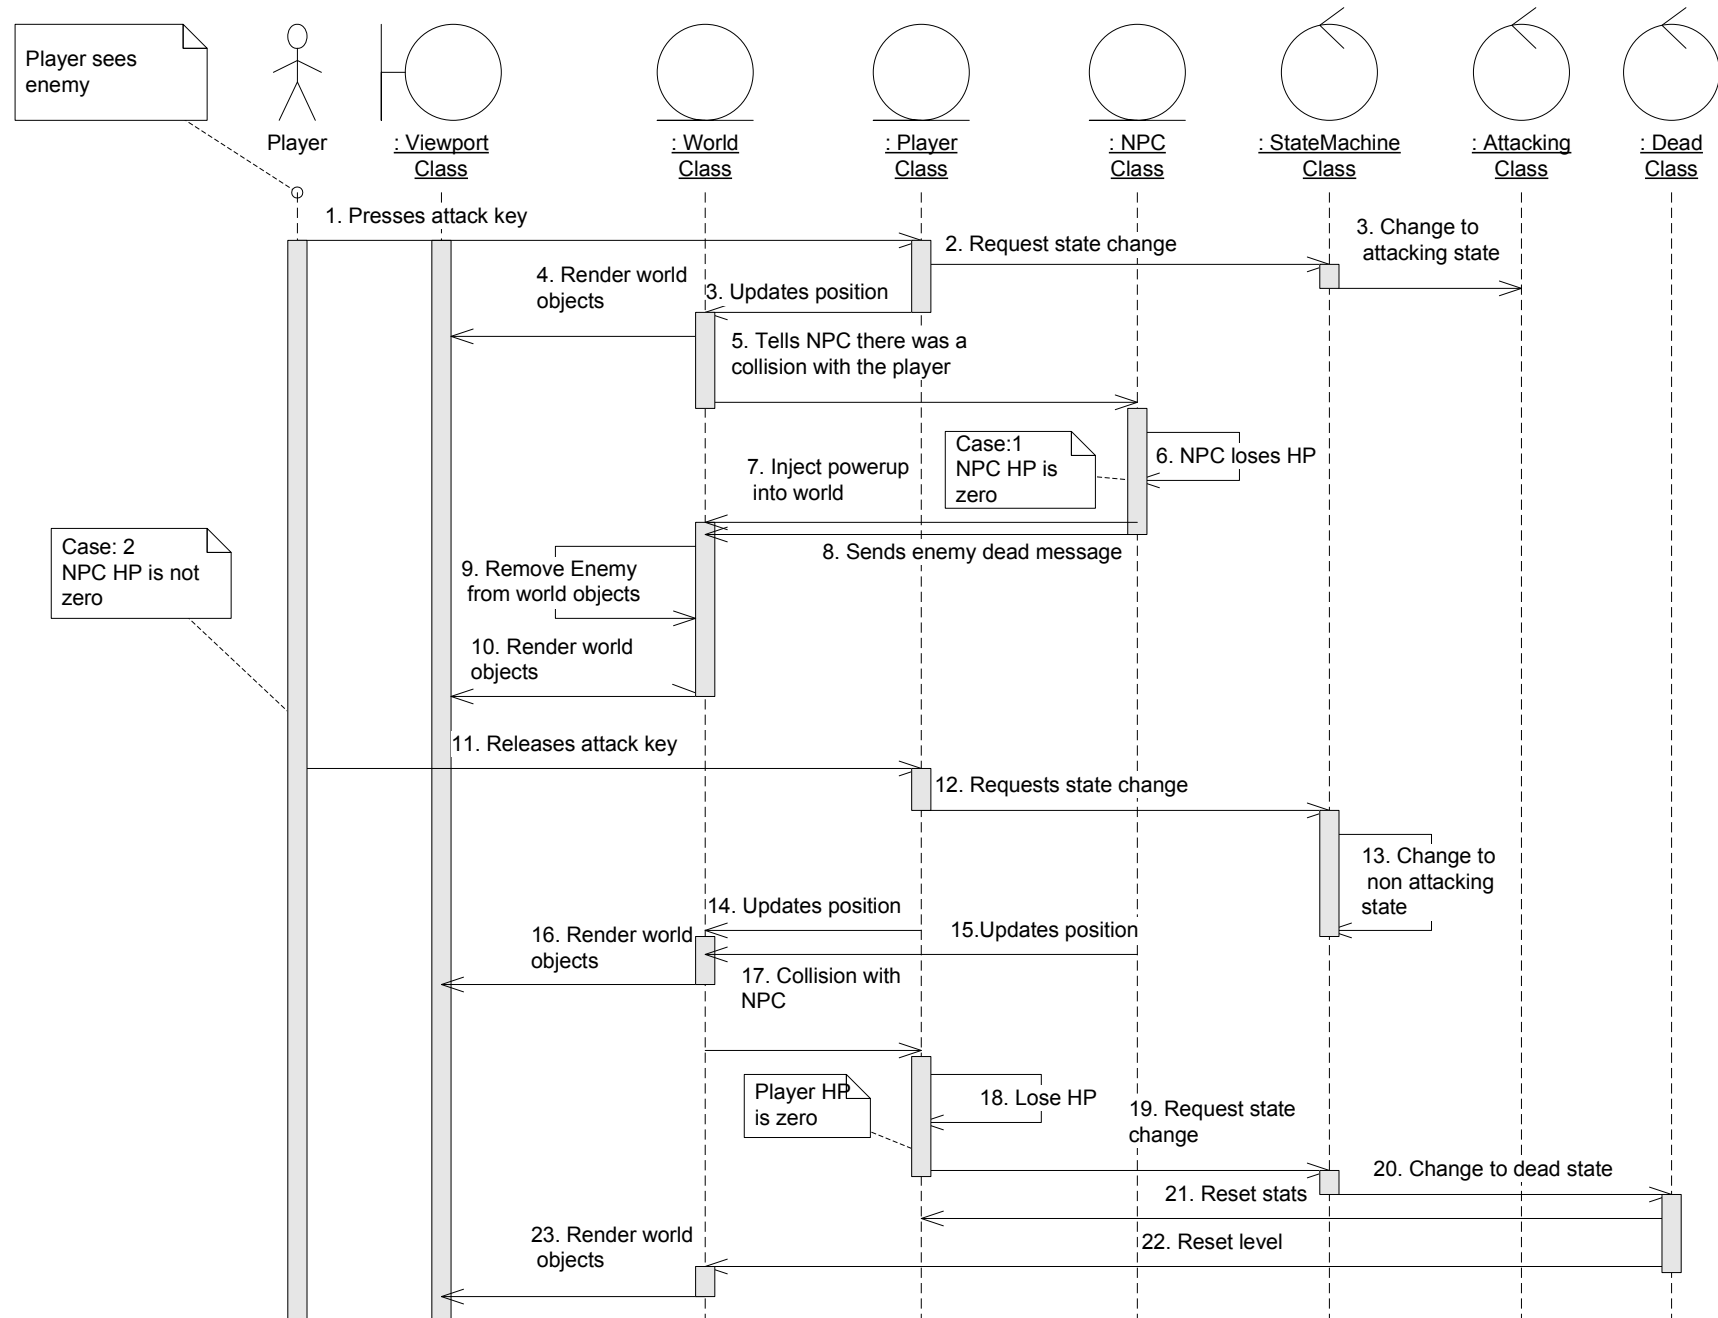 Player sees
enemy
Player
: Viewport
Class
: World
Class
: Player
Class
: NPC
Class
: StateMachine
Class
: Attacking
Class
: Dead
Class
1. Presses attack key
2. Request state change
3. Change to
attacking state
4. Render world
objects
3. Updates position
5. Tells NPC there was a
collision with the player
Case:1
NPC HP is
zero
6. NPC loses HP
7. Inject powerup
into world
8. Sends enemy dead message
Case: 2
NPC HP is not
zero
9. Remove Enemy
from world objects
10. Render world
objects
11. Releases attack key
12. Requests state change
13. Change to
non attacking
state
14. Updates position
15.Updates position
16. Render world
objects
17. Collision with
NPC
Player HP
is zero
18. Lose HP
19. Request state
change
20. Change to dead state
21. Reset stats
22. Reset level
23. Render world
objects